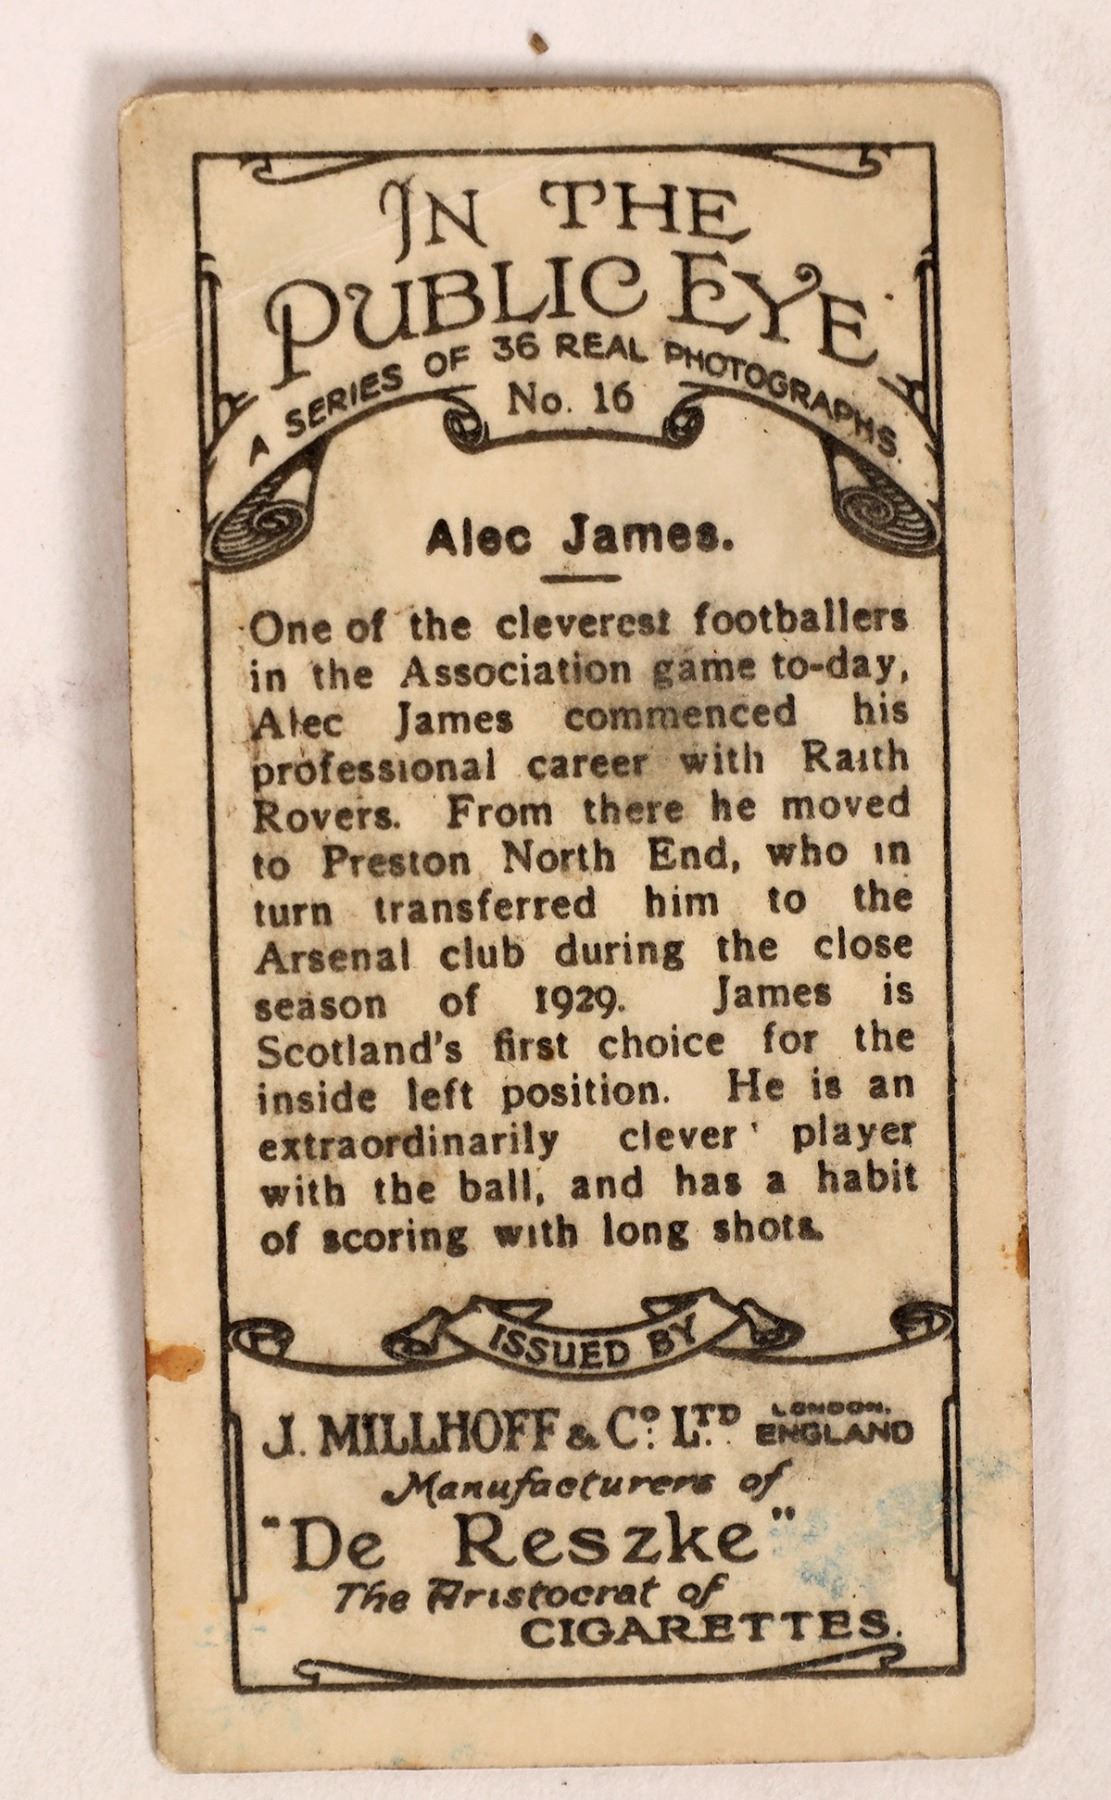 IN THE
PUBLIC EYE
A SERIES OF 36 REAL PHOTOGRAPHS.
No. 16
Alec James.
One of the cleverest footballers
in the Association game to-day,
Alec James commenced his
professional career with Raith
Rovers. From there he moved
to Preston North End, who in
turn transferred him to the
Arsenal club during the close
season of 1929. James is
Scotland's first choice for the
inside left position. He is an
extraordinarily clever player
with the ball, and has a habit
of scoring with long shots.
ISSUED BY
J. MILLHOFF & Co. LTD. LONDON, ENGLAND
Manufacturers of
"De Reszke"
The Aristocrat of
CIGARETTES.